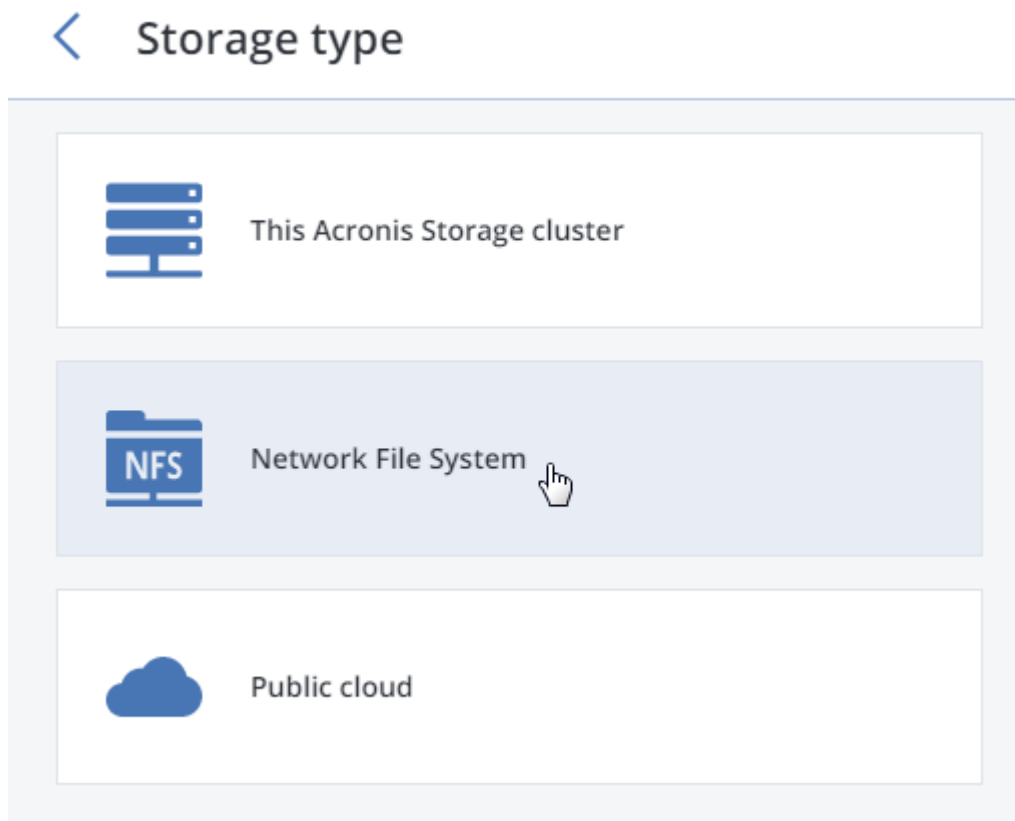 Storage type
This Acronis Storage cluster
NFS
Network File System
Public cloud